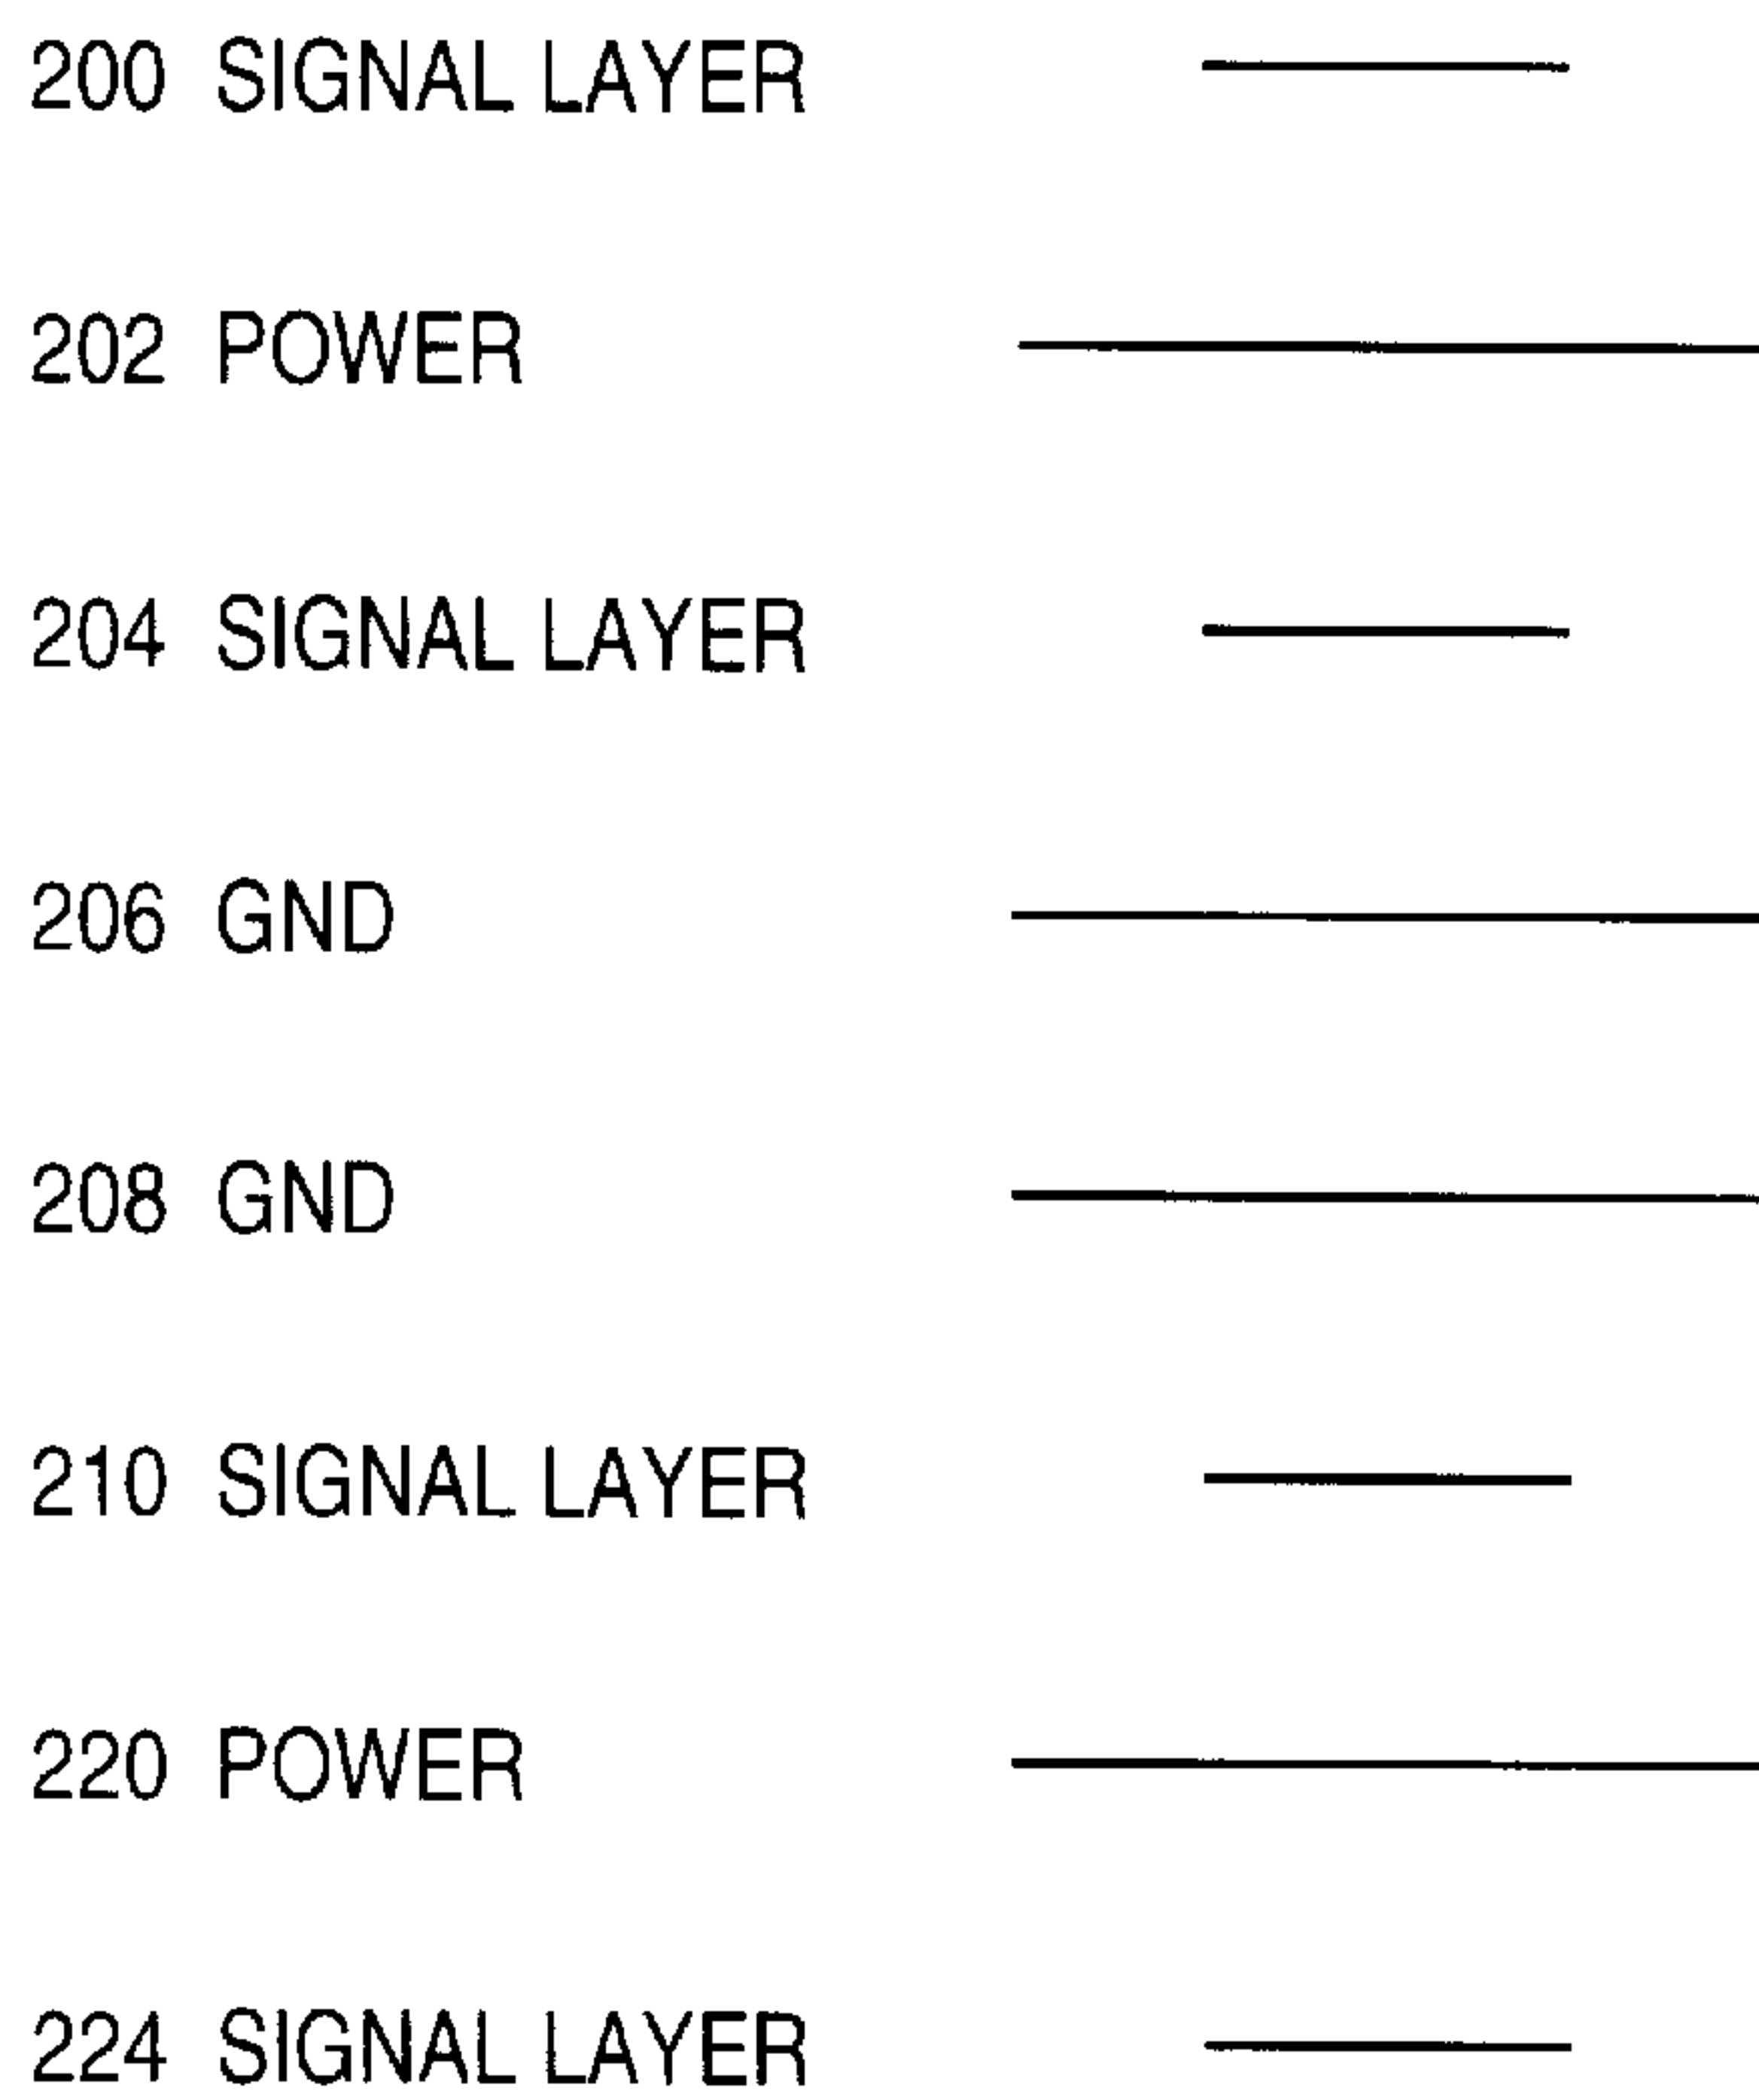 200 SIGNAL LAYER
202 POWER
204 SIGNAL LAYER
206 GND
208 GND
210 SIGNAL LAYER
220 POWER
224 SIGNAL LAYER